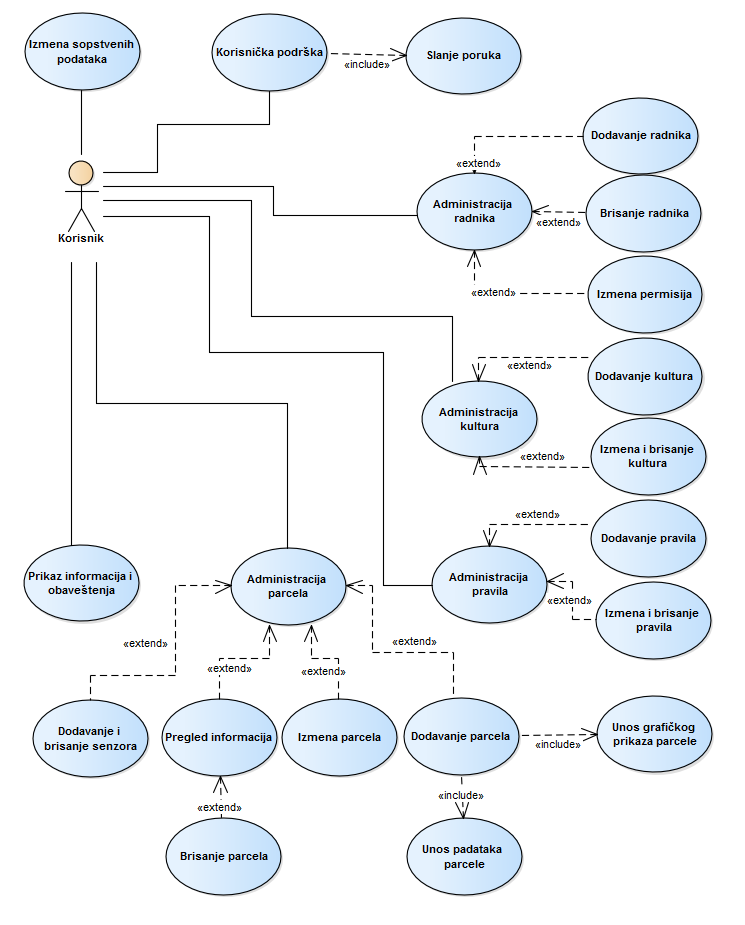 Izmena sopstvenih
podataka
Korisnička podrška
«include»
Slanje poruka
Korisnik
Dodavanje radnika
«extend»
Administracija
radnika
Brisanje radnika
«extend»
Izmena permisija
«extend»
Dodavanje kultura
«extend»
Administracija
kultura
Izmena i brisanje
kultura
«extend»
Dodavanje pravila
«extend»
Administracija
pravila
«extend»
Izmena i brisanje
pravila
Prikaz informacija i
obaveštenja
Administracija
parcela
«extend»
«extend»
«extend»
«extend»
Dodavanje i
brisanje senzora
Pregled informacija
Izmena parcela
Dodavanje parcela
«include»
Unos grafičkog
prikaza parcele
«extend»
«include»
Brisanje parcela
Unos padataka
parcele